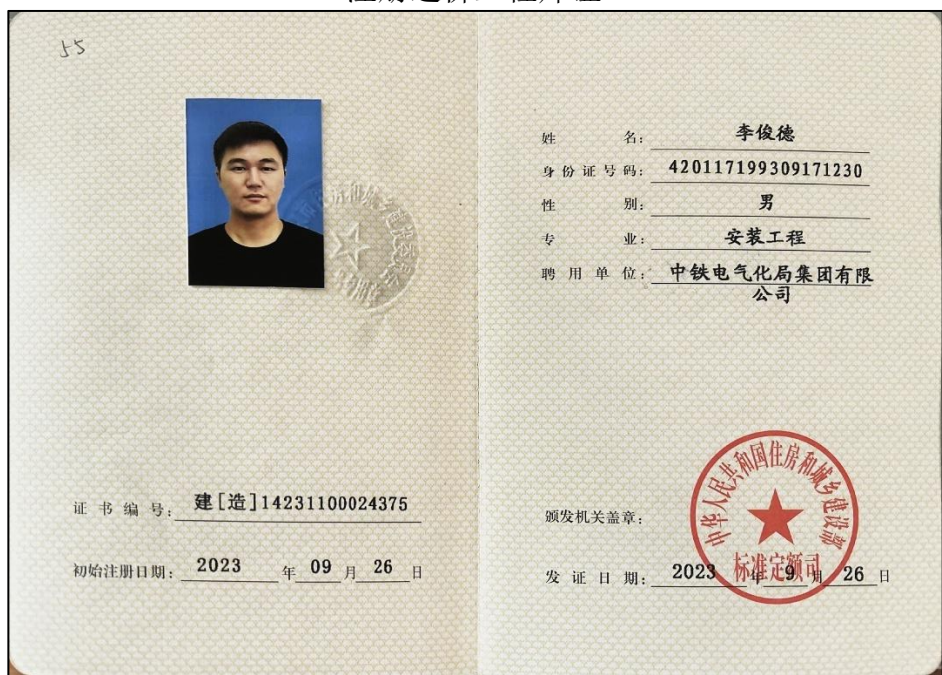 55
姓 名: 李俊德
身份证号码: 420117199309171230
性 别: 男
专 业: 安装工程
聘用单位: 中铁电气化局集团有限
公司
证书编号: 建[造]14231100024375
初始注册日期: 2023 年 09 月 26 日
颁发机关盖章:
中华人民共和国住房和城乡建设部
标准定额司
发证日期: 2023 年 9 月 26 日